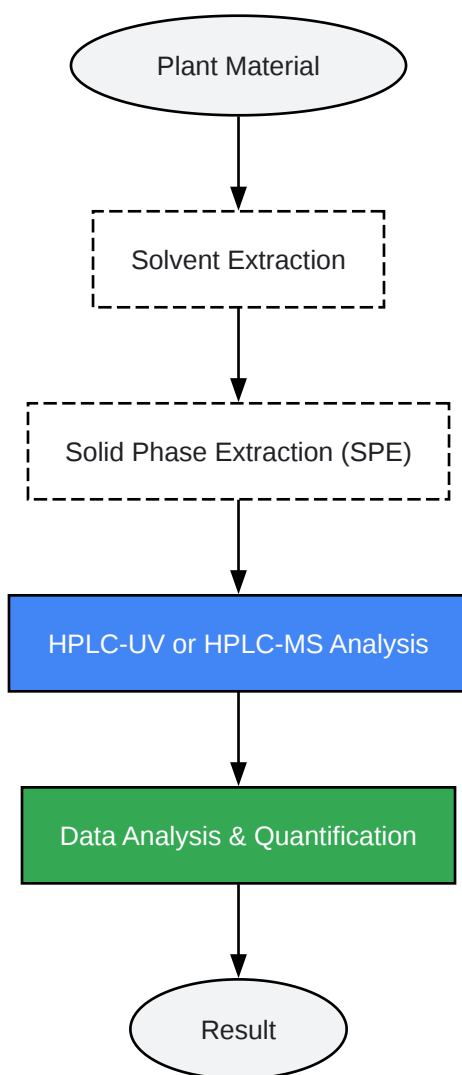 Plant Material
Solvent Extraction
Solid Phase Extraction (SPE)
HPLC-UV or HPLC-MS Analysis
Data Analysis & Quantification
Result